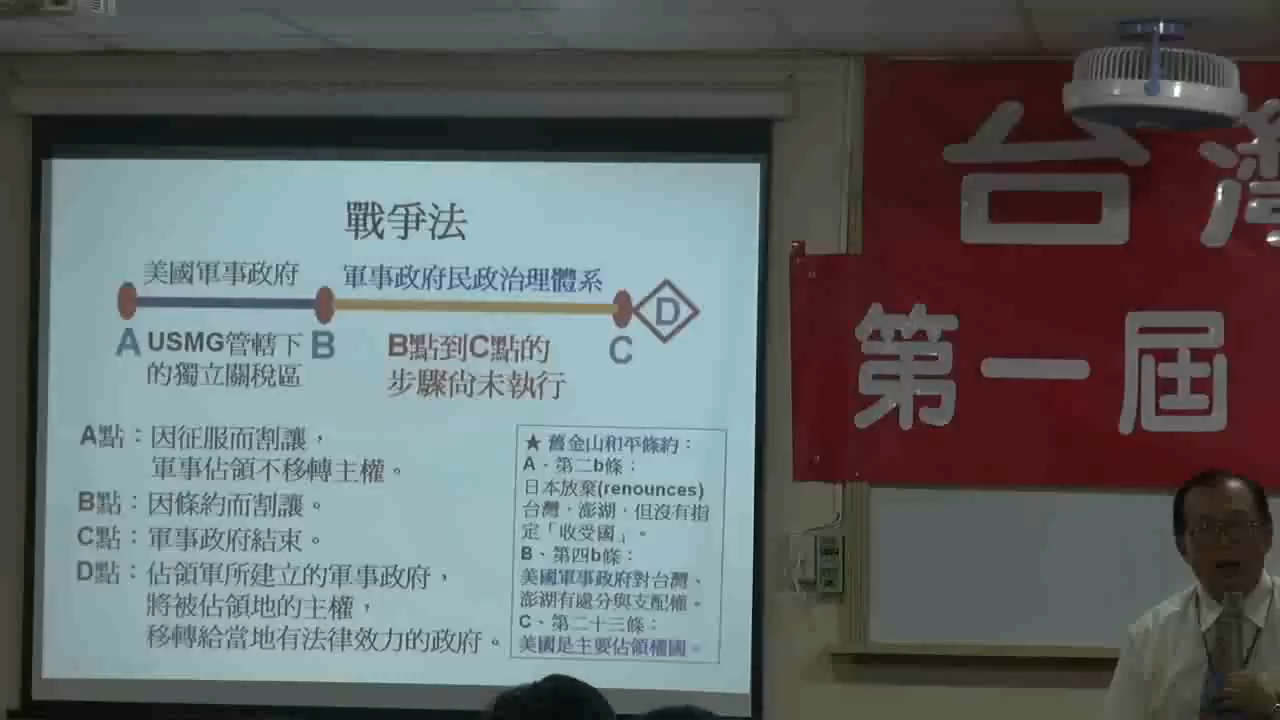 戰爭法
美國軍事政府
軍事政府民政治理體系
D
A
USMG管轄下
的獨立關稅區
B
B點到C點的
步驟尚未執行
C
A點：因征服而割讓，
軍事佔領不移轉主權。
B點：因條約而割讓。
C點：軍事政府結束。
D點：佔領軍所建立的軍事政府，
將被佔領地的主權，
移轉給當地有法律效力的政府。
★ 舊金山和平條約：
A、第二b條：
日本放棄(renounces)
台灣，澎湖，但沒有指
定「收受國」。
B、第四b條：
美國軍事政府對台灣、
澎湖有處分與支配權。
C、第二十三條：
美國是主要佔領權國。
台灣
第一屆